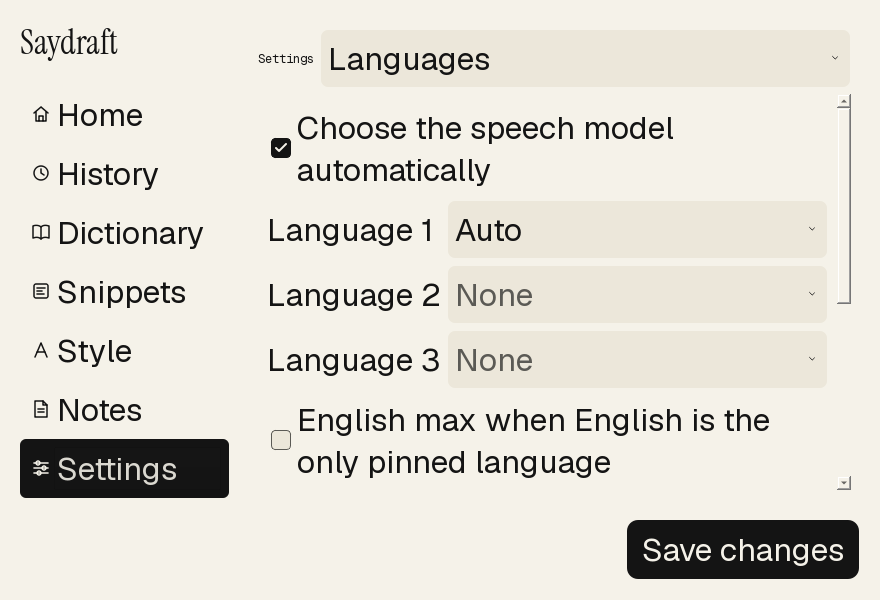 Saydraft
Home
History
Dictionary
Snippets
Style
Notes
Settings
Settings
Languages
Choose the speech model
automatically
Language 1
Auto
Language 2
None
Language 3
None
English max when English is the
only pinned language
Save changes